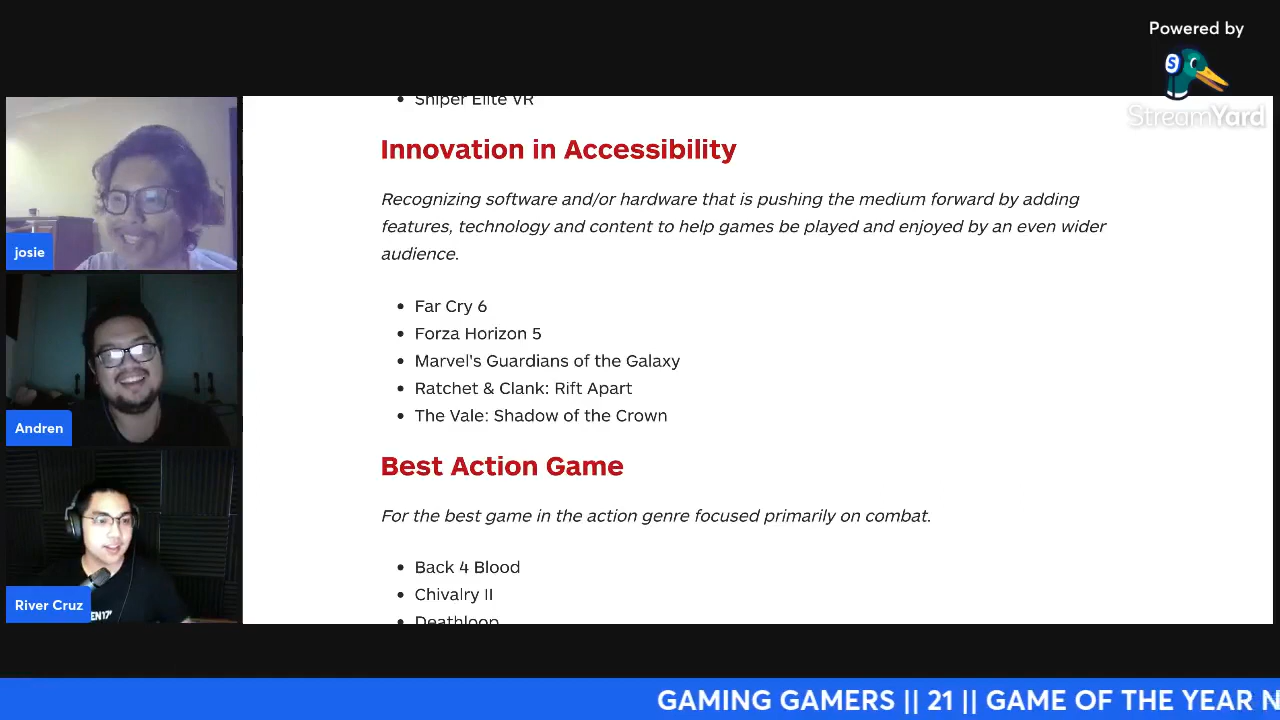 Powered by
StreamYard
Sniper Elite VR
Innovation in Accessibility
Recognizing software and/or hardware that is pushing the medium forward by adding
features, technology and content to help games be played and enjoyed by an even wider
audience.
Far Cry 6
Forza Horizon 5
Marvel's Guardians of the Galaxy
Ratchet & Clank: Rift Apart
The Vale: Shadow of the Crown
Best Action Game
For the best game in the action genre focused primarily on combat.
Back 4 Blood
Chivalry II
Deathloop
josie
Andren
River Cruz
EN17
GAMING GAMERS || 21 || GAME OF THE YEAR N